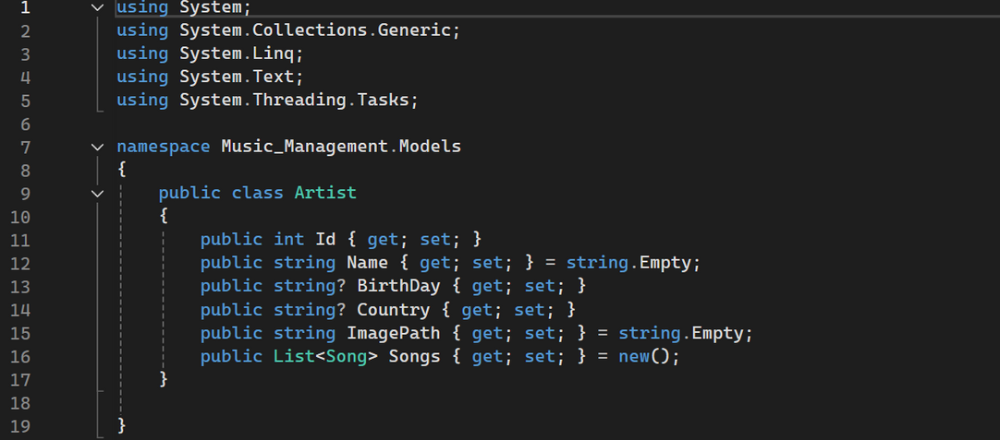 1 using System;
2 using System.Collections.Generic;
3 using System.Linq;
4 using System.Text;
5 using System.Threading.Tasks;
6
7 namespace Music_Management.Models
8 {
9     public class Artist
10     {
11         public int Id { get; set; }
12         public string Name { get; set; } = string.Empty;
13         public string? BirthDay { get; set; }
14         public string? Country { get; set; }
15         public string ImagePath { get; set; } = string.Empty;
16         public List<Song> Songs { get; set; } = new();
17     }
18
19 }